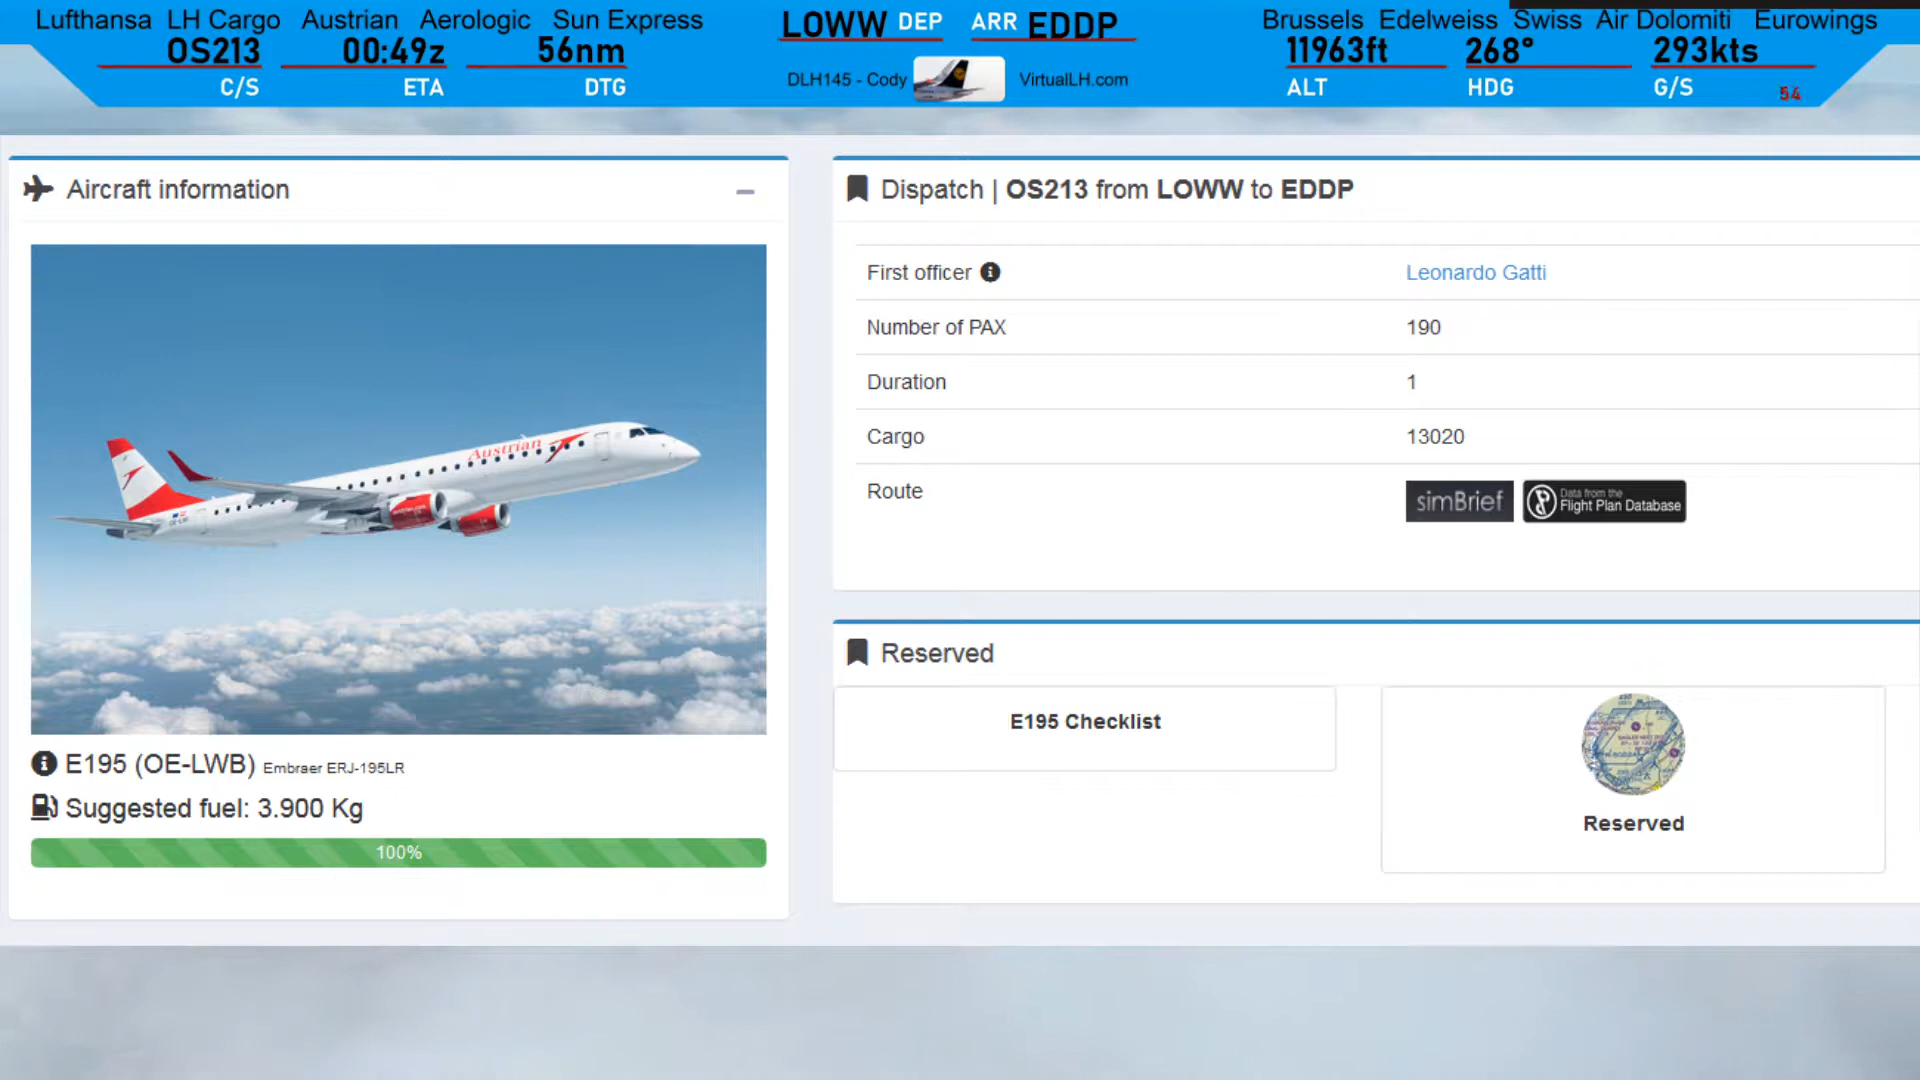 Lufthansa LH Cargo Austrian Aerologic Sun Express
LOWW DEP ARR EDDP
Brussels Edelweiss Swiss Air Dolomiti Eurowings
OS213 00:49z 56nm
11963ft 268° 293kts
C/S ETA DTG
DLH145 - Cody VirtualLH.com
ALT HDG G/S 54
Aircraft information
Austrian
E195 (OE-LWB) Embraer ERJ-195LR
Suggested fuel: 3.900 Kg
100%
Dispatch | OS213 from LOWW to EDDP
First officer Leonardo Gatti
Number of PAX 190
Duration 1
Cargo 13020
Route simBrief Data from the
Flight Plan Database
Reserved
E195 Checklist
Reserved